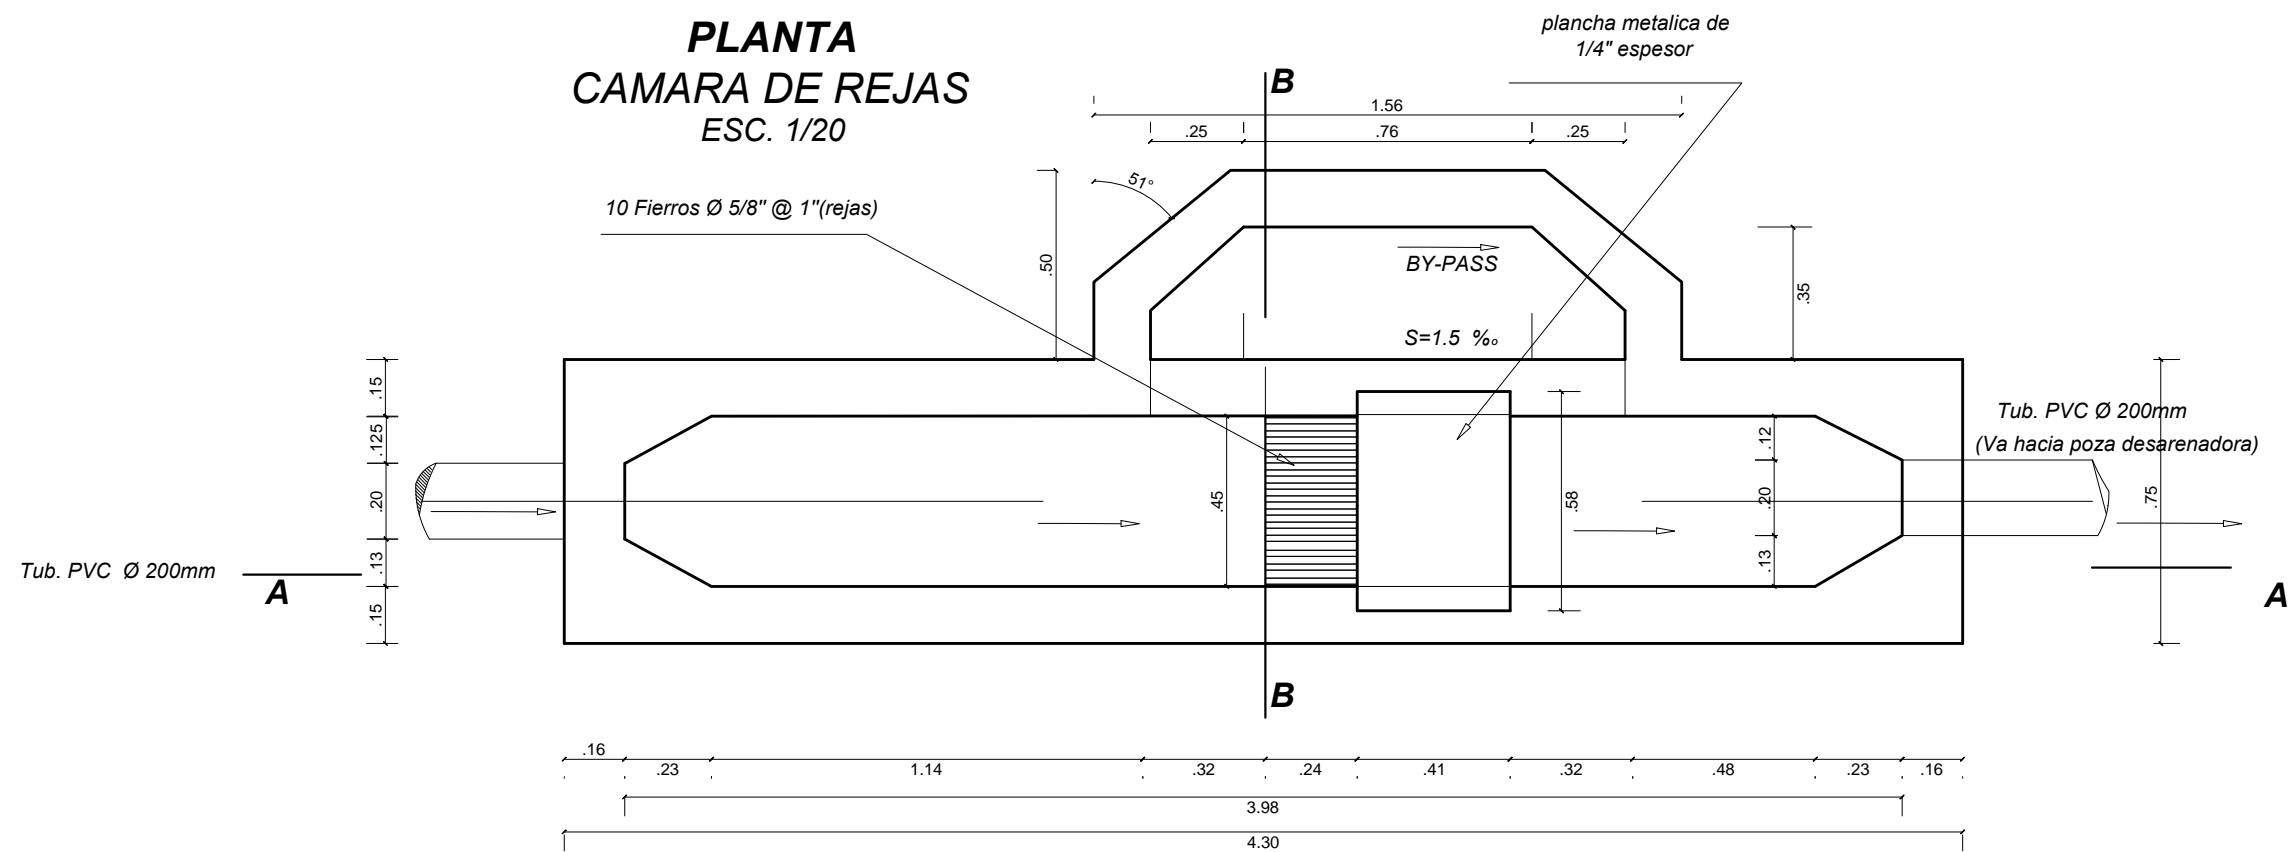 PLANTA
CAMARA DE REJAS
ESC. 1/20
plancha metalica de
1/4" espesor
B
1.56
.25
.76
.25
51°
10 Fierros Ø 5/8" @ 1"(rejas)
.50
BY-PASS
.35
S=1.5 ‰
.15
.125
.20
.13
.15
.45
.58
.12
.20
.13
Tub. PVC Ø 200mm
(Va hacia poza desarenadora)
.75
Tub. PVC Ø 200mm
A
A
B
.16
.23
1.14
.32
.24
.41
.32
.48
.23
.16
3.98
4.30